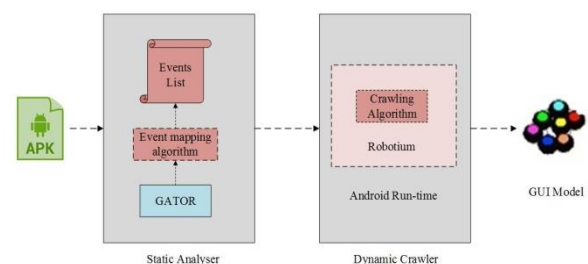 Events
List
Event mapping
algorithm
GATOR
APK
Static Analyser
Crawling
Algorithm
Robotium
Android Run-time
Dynamic Crawler
GUI Model